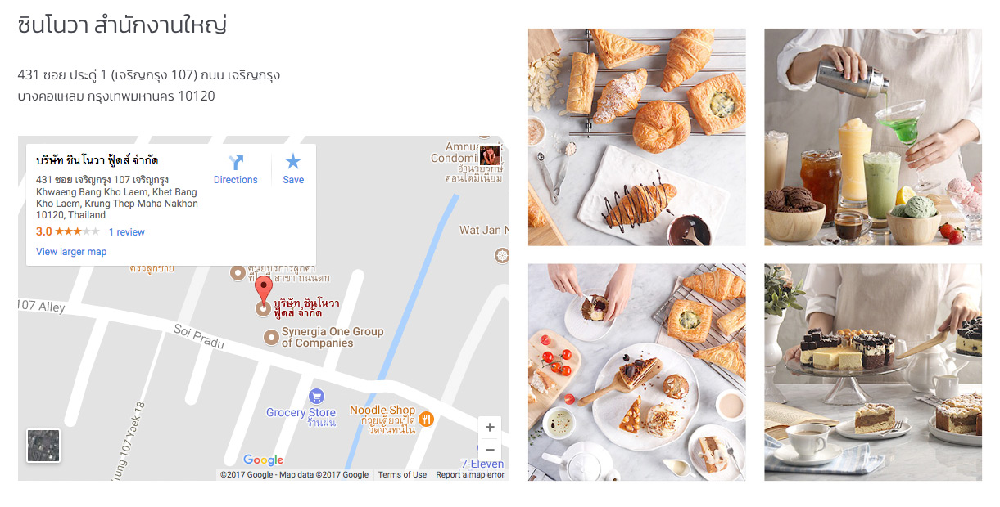 ซินโนวา สำนักงานใหญ่
431 ซอย ประดู่ 1 (เจริญกรุง 107) ถนน เจริญกรุง
บางคอแหลม กรุงเทพมหานคร 10120
บริษัท ซินโนวา ฟู้ดส์ จำกัด
431 ซอย เจริญกรุง 107 เจริญกรุง
Khwaeng Bang Kho Laem, Khet Bang
Kho Laem, Krung Thep Maha Nakhon
10120, Thailand
3.0
1 review
View larger map
Directions
Save
Condomi
อำนวยรักษ์
คอนโดมิเนียม
Wat Jan N
ครัวลูกชาย
ศูนย์บริการลูกค้า
สาขา ถนนตก
บริษัท ซินโนวา
ฟู้ดส์ จำกัด
Synergia One Group
of Companies
107 Alley
Soi Pradu
Grocery Store
ร้านฝน
Noodle Shop
ก๋วยเตี๋ยวเป็ด
วัดจันทน์ใน
rung 107 Yaek 18
7-Eleven
+
−
Google
©2017 Google - Map data ©2017 Google
Terms of Use
Report a map error